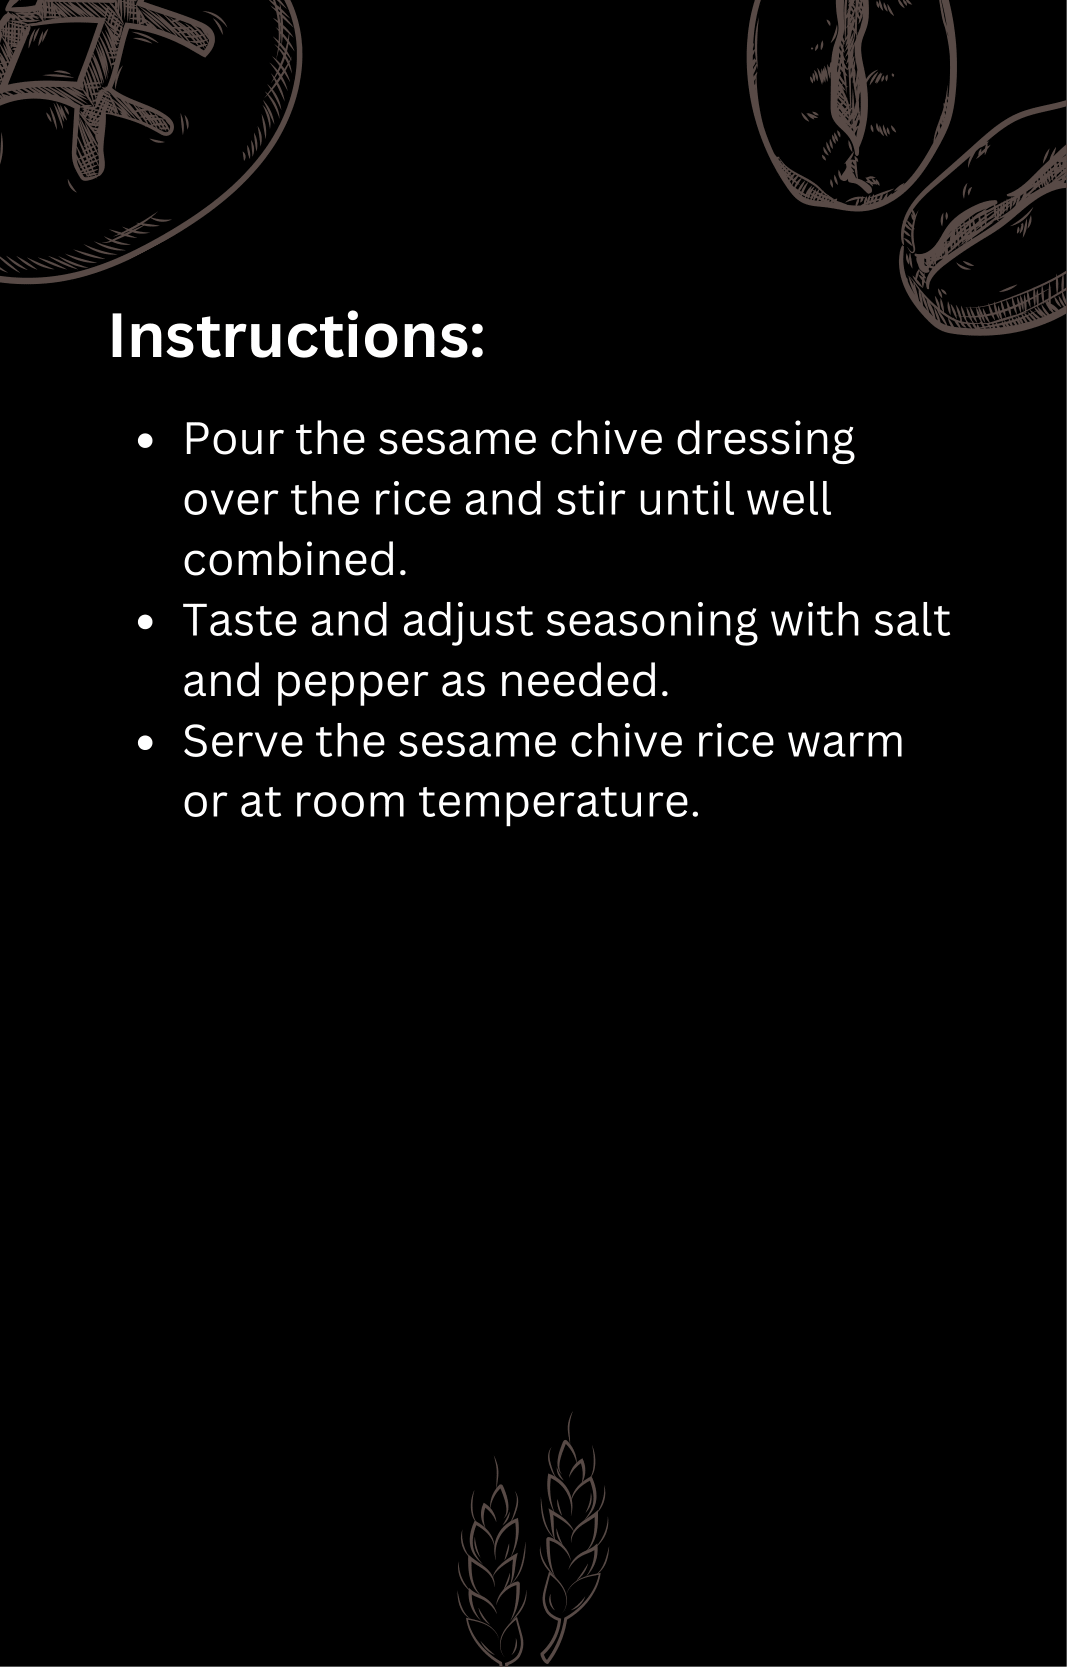 Instructions:
• Pour the sesame chive dressing
over the rice and stir until well
combined.
• Taste and adjust seasoning with salt
and pepper as needed.
• Serve the sesame chive rice warm
or at room temperature.